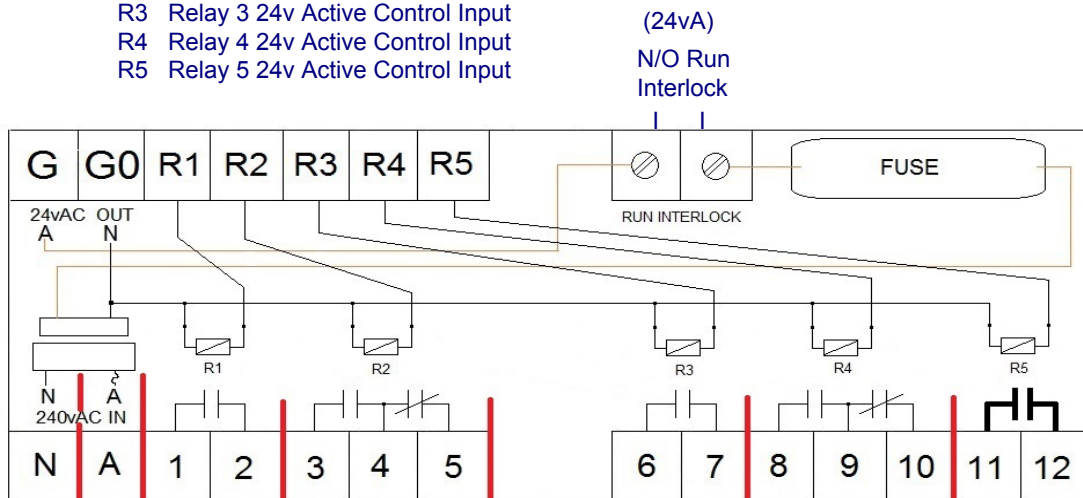 R3 Relay 3 24v Active Control Input
R4 Relay 4 24v Active Control Input
R5 Relay 5 24v Active Control Input
(24vA)
N/O Run
Interlock
G G0 R1 R2 R3 R4 R5
FUSE
24vAC OUT
A N
RUN INTERLOCK
R1 R2 R3 R4 R5
N A
240vAC IN
N A 1 2 3 4 5 6 7 8 9 10 11 12